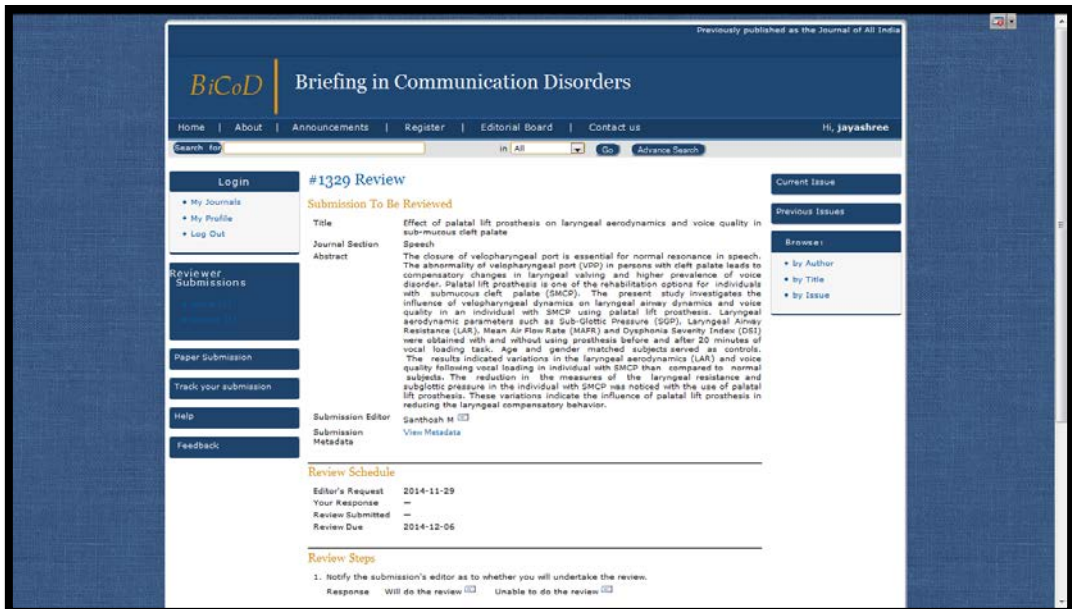 Previously published as the Journal of All India
BiCoD
Briefing in Communication Disorders
Home | About | Announcements | Register | Editorial Board | Contact us
Hi, jayashree
Search for in All Go Advance Search
Login
• My Journals
• My Profile
• Log Out
Reviewer
Submissions
Paper Submission
Track your submission
Help
Feedback
#1329 Review
Submission To Be Reviewed
Title Effect of palatal lift prosthesis on laryngeal aerodynamics and voice quality in
sub-mucous cleft palate
Journal Section Speech
Abstract The closure of velopharyngeal port is essential for normal resonance in speech.
The abnormality of velopharyngeal port (VPP) in persons with cleft palate leads to
compensatory changes in laryngeal valving and higher prevalence of voice
disorder. Palatal lift prosthesis is one of the rehabilitation options for individuals
with submucous cleft palate (SMCP). The present study investigates the
influence of velopharyngeal dynamics on laryngeal airway dynamics and voice
quality in an individual with SMCP using palatal lift prosthesis. Laryngeal
aerodynamic parameters such as Sub-Glottic Pressure (SGP), Laryngeal Airway
Resistance (LAR), Mean Air Flow Rate (MAFR) and Dysphonia Severity Index (DSI)
were obtained with and without using prosthesis before and after 20 minutes of
vocal loading task. Age and gender matched subjects served as controls.
The results indicated variations in the laryngeal aerodynamics (LAR) and voice
quality following vocal loading in individual with SMCP than compared to normal
subjects. The reduction in the measures of the laryngeal resistance and
subglottic pressure in the individual with SMCP was noticed with the use of palatal
lift prosthesis. These variations indicate the influence of palatal lift prosthesis in
reducing the laryngeal compensatory behavior.
Submission Editor Santhosh M
Submission
Metadata View Metadata
Review Schedule
Editor's Request 2014-11-29
Your Response —
Review Submitted —
Review Due 2014-12-06
Review Steps
1. Notify the submission's editor as to whether you will undertake the review.
Response Will do the review Unable to do the review
Current Issue
Previous Issues
Browse:
• by Author
• by Title
• by Issue